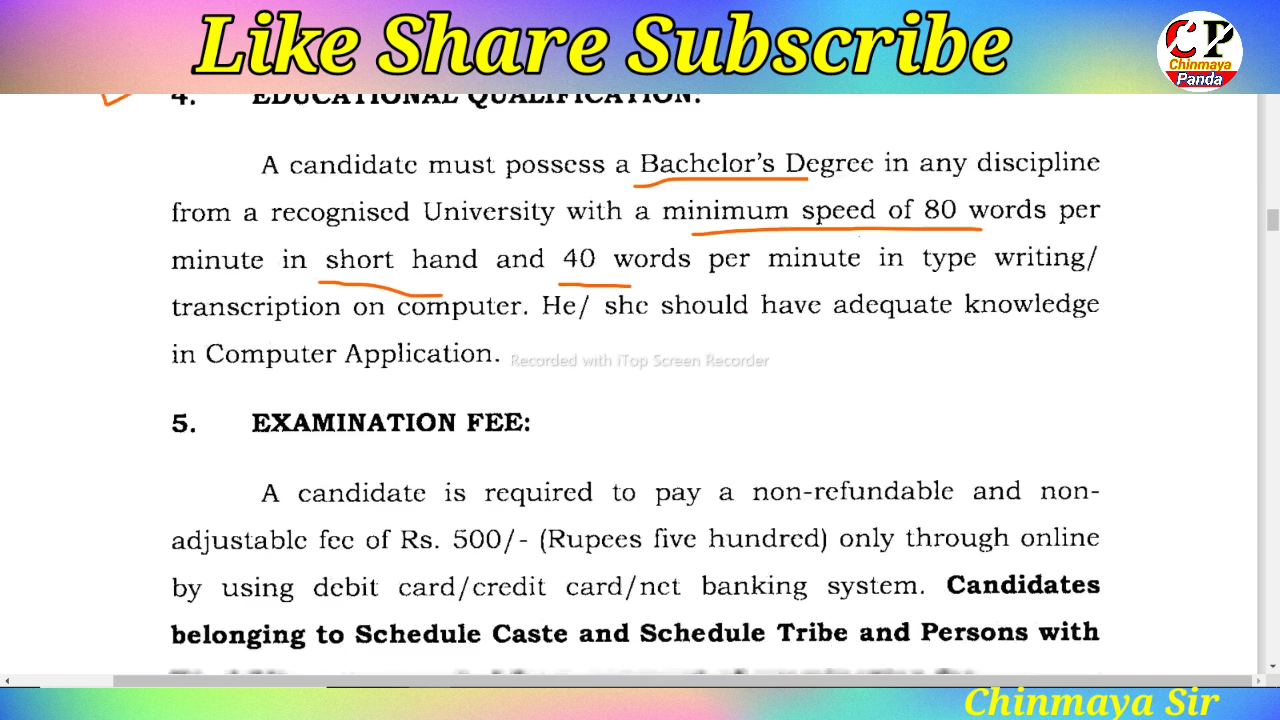 Like Share Subscribe
CP
Chinmaya
Panda
4. EDUCATIONAL QUALIFICATION:
A candidate must possess a Bachelor's Degree in any discipline
from a recognised University with a minimum speed of 80 words per
minute in short hand and 40 words per minute in type writing/
transcription on computer. He/ she should have adequate knowledge
in Computer Application.
Recorded with iTop Screen Recorder
5. EXAMINATION FEE:
A candidate is required to pay a non-refundable and non-
adjustable fee of Rs. 500/- (Rupees five hundred) only through online
by using debit card/credit card/net banking system. Candidates
belonging to Schedule Caste and Schedule Tribe and Persons with
Chinmaya Sir